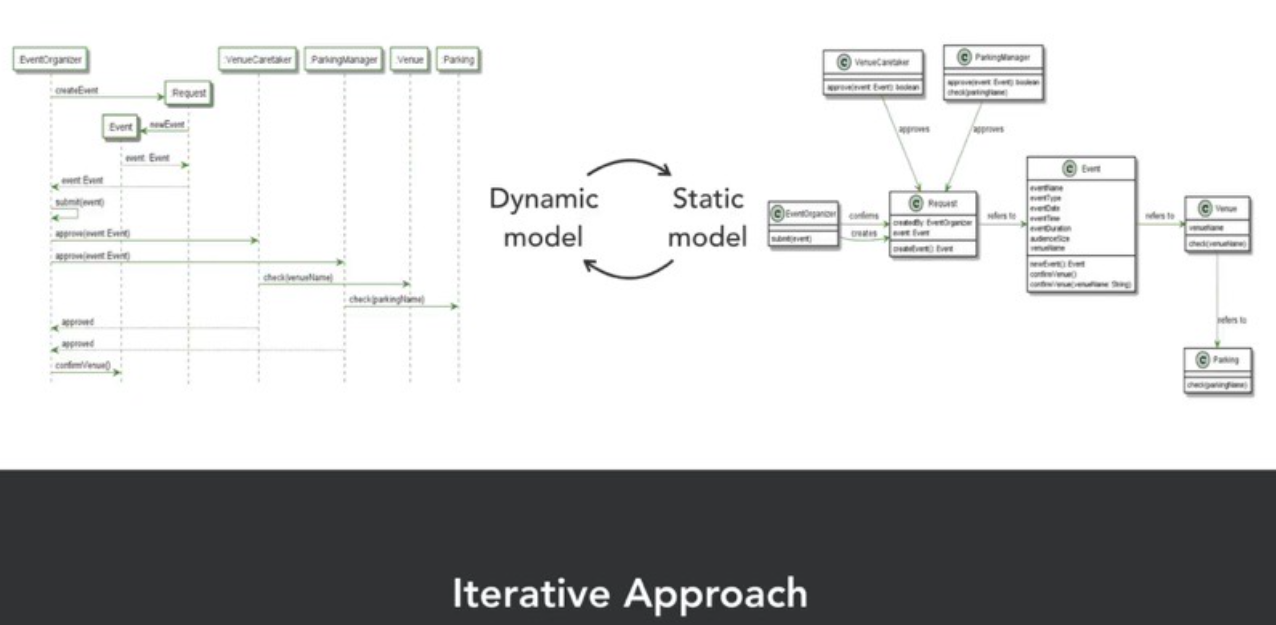 :EventOrganizer
:VenueCaretaker
:ParkingManager
:Venue
:Parking
createEvent
:Request
:Event
newEvent
event: Event
event:Event
submit(event)
approve(event:Event)
approve(event:Event)
check(venueName)
check(parkingName)
approved
approved
confirmVenue()
Dynamic
model
Static
model
C VenueCaretaker
approve(event: Event): boolean
C ParkingManager
approve(event: Event): boolean
check(parkingName)
approves
approves
C EventOrganizer
submit(event)
confirms
creates
C Request
createdBy: EventOrganizer
event: Event
createEvent(): Event
refers to
C Event
eventName
eventType
eventDate
eventTime
eventDuration
audienceSize
venueName
newEvent(): Event
confirmVenue()
confirmVenue(venueName: String)
refers to
C Venue
venueName
check(venueName)
refers to
C Parking
check(parkingName)
Iterative Approach